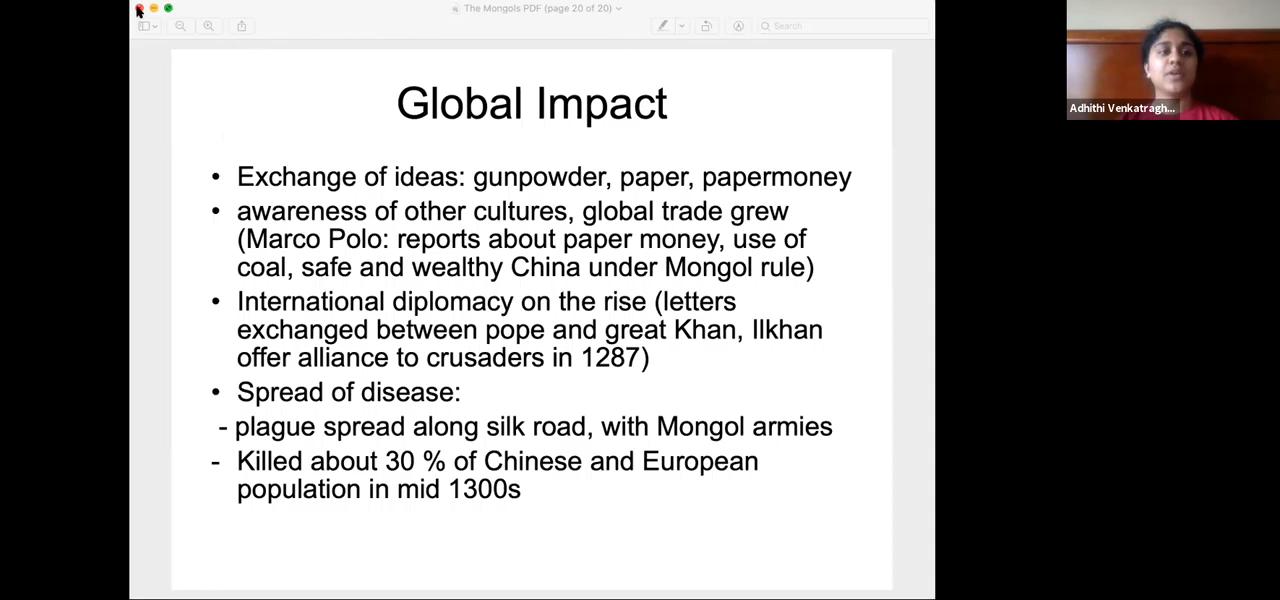 The Mongols PDF (page 20 of 20)
Search
Adhithi Venkatragh...
Global Impact
• Exchange of ideas: gunpowder, paper, papermoney
• awareness of other cultures, global trade grew
(Marco Polo: reports about paper money, use of
coal, safe and wealthy China under Mongol rule)
• International diplomacy on the rise (letters
exchanged between pope and great Khan, Ilkhan
offer alliance to crusaders in 1287)
• Spread of disease:
- plague spread along silk road, with Mongol armies
- Killed about 30 % of Chinese and European
population in mid 1300s